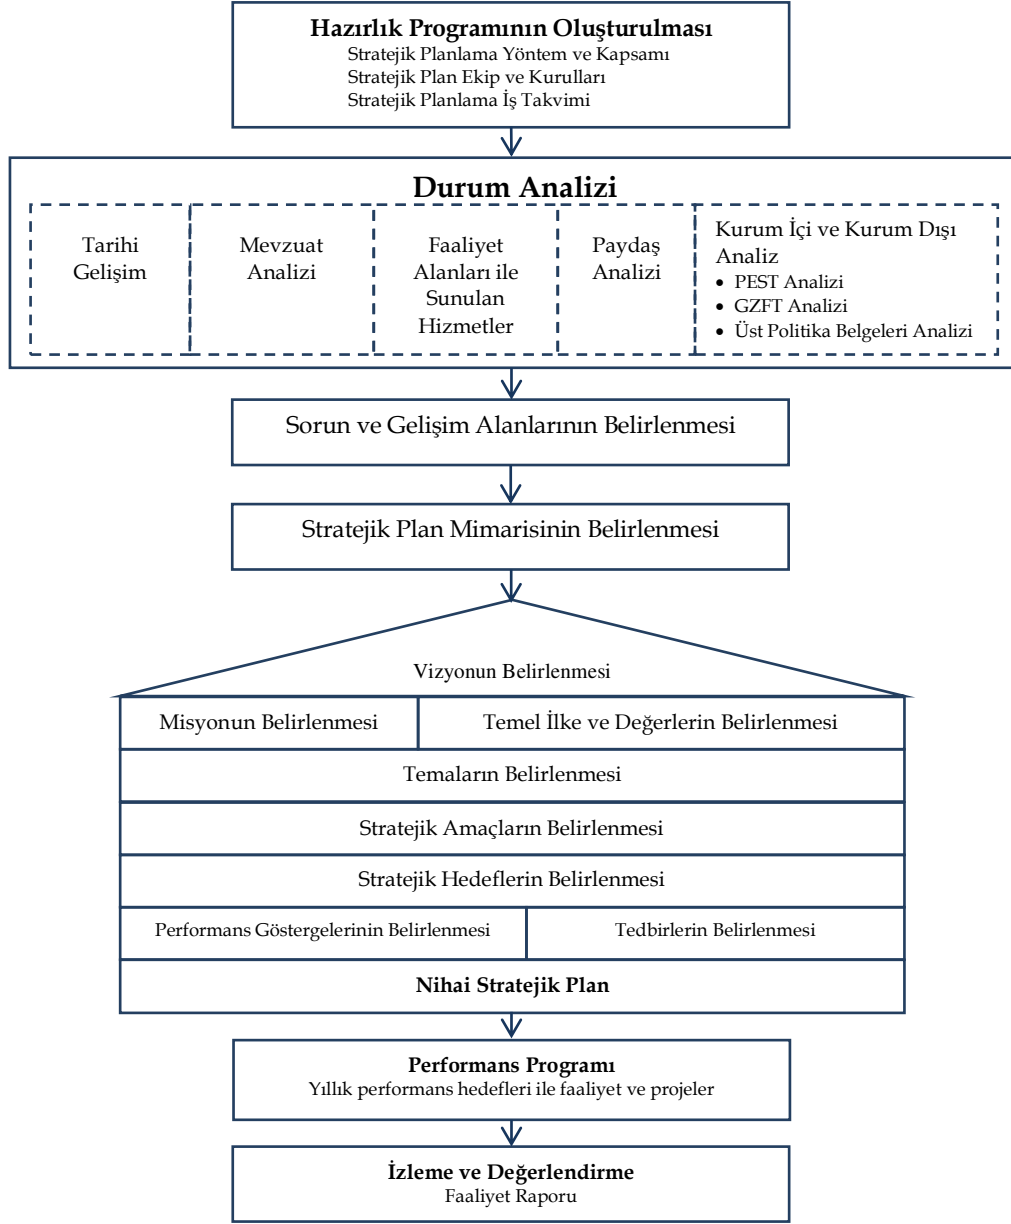 Hazırlık Programının Oluşturulması
Stratejik Planlama Yöntem ve Kapsamı
Stratejik Plan Ekip ve Kurulları
Stratejik Planlama İş Takvimi
Durum Analizi
Tarihi
Gelişim
Mevzuat
Analizi
Faaliyet
Alanları ile
Sunulan
Hizmetler
Paydaş
Analizi
Kurum İçi ve Kurum Dışı
Analiz
• PEST Analizi
• GZFT Analizi
• Üst Politika Belgeleri Analizi
Sorun ve Gelişim Alanlarının Belirlenmesi
Stratejik Plan Mimarisinin Belirlenmesi
Vizyonun Belirlenmesi
Misyonun Belirlenmesi
Temel İlke ve Değerlerin Belirlenmesi
Temaların Belirlenmesi
Stratejik Amaçların Belirlenmesi
Stratejik Hedeflerin Belirlenmesi
Performans Göstergelerinin Belirlenmesi
Tedbirlerin Belirlenmesi
Nihai Stratejik Plan
Performans Programı
Yıllık performans hedefleri ile faaliyet ve projeler
İzleme ve Değerlendirme
Faaliyet Raporu